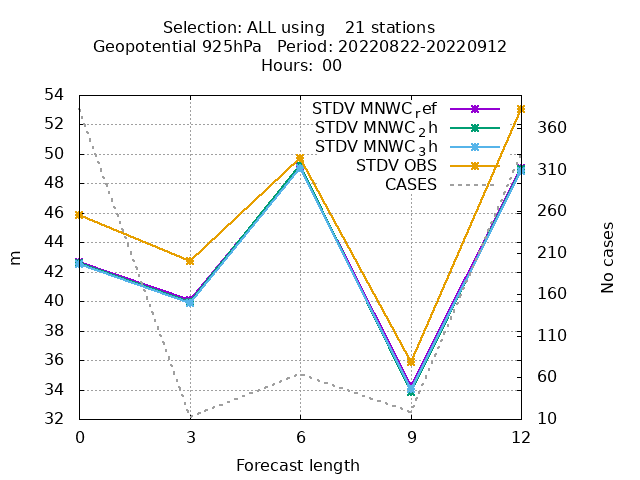 Selection: ALL using    21 stations
Geopotential 925hPa   Period: 20220822-20220912
Hours: 00
STDV MNWC_ref
STDV MNWC_2h
STDV MNWC_3h
STDV OBS
CASES
54
52
50
48
46
44
42
40
38
36
34
32
m
360
310
260
210
160
110
60
10
No cases
0 3 6 9 12
Forecast length